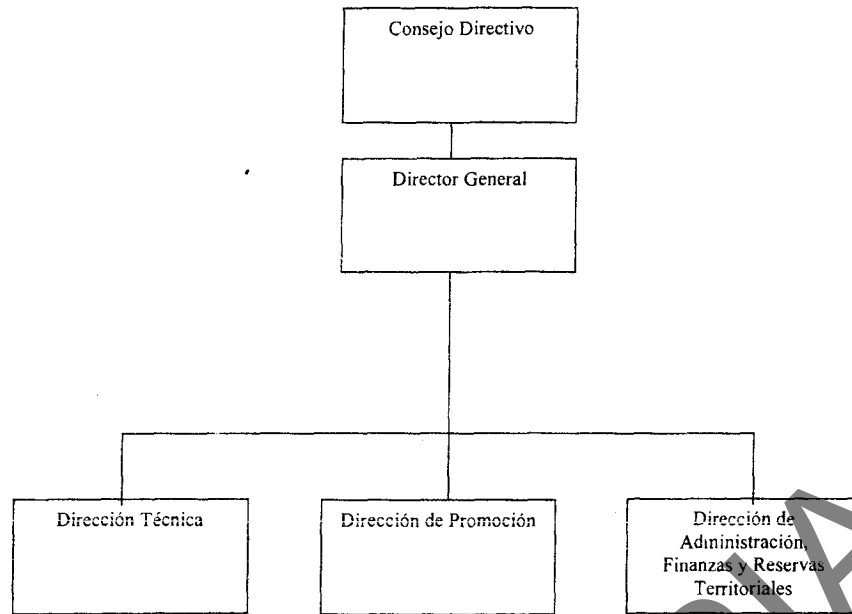 Consejo Directivo
Director General
Dirección Técnica
Dirección de Promoción
Dirección de
Administración,
Finanzas y Reservas
Territoriales